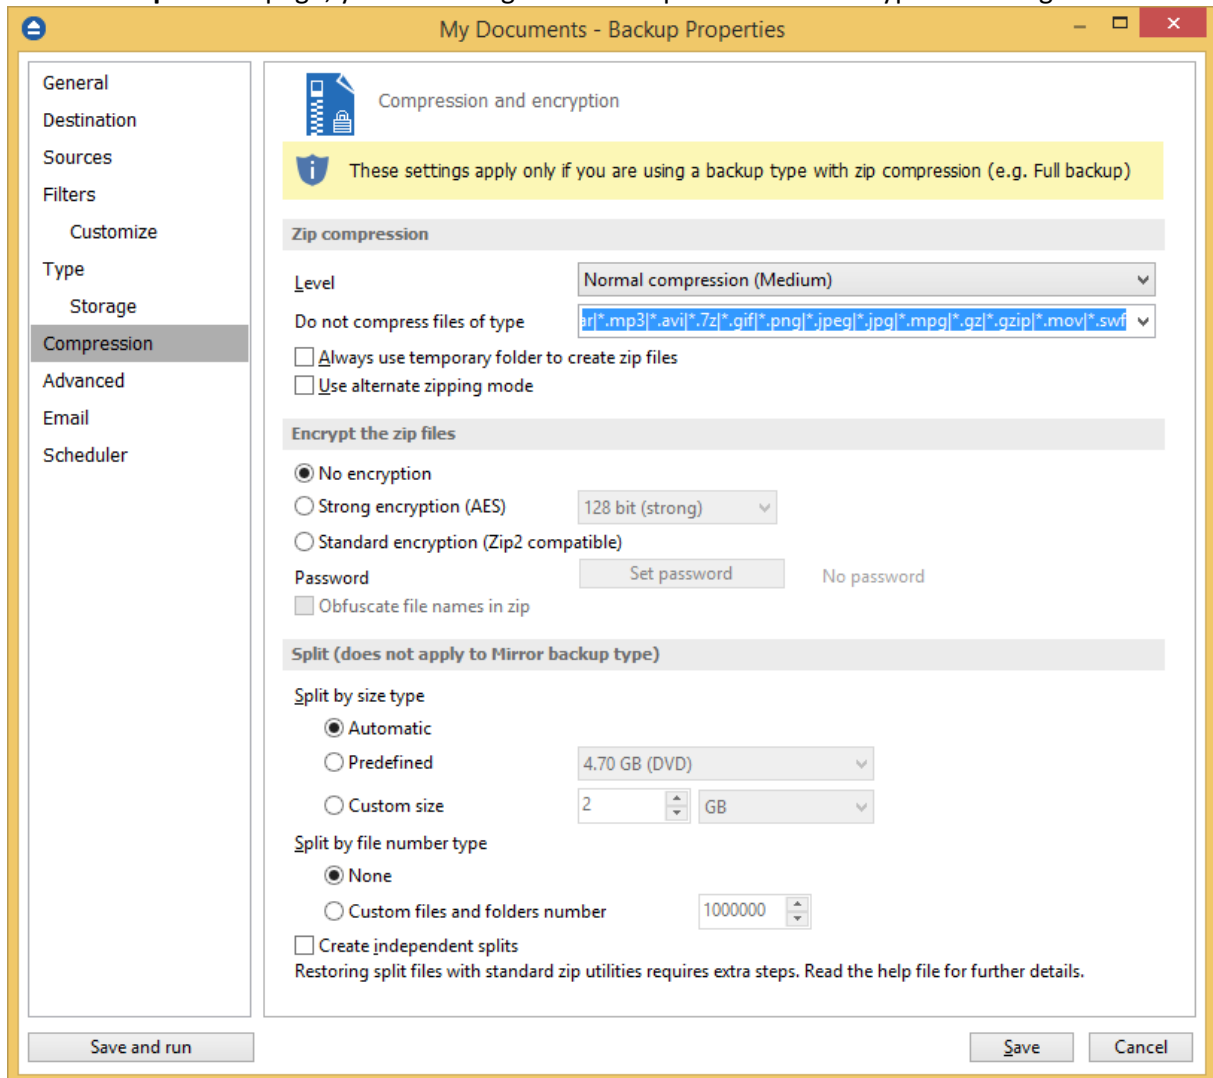 My Documents - Backup Properties
General
Destination
Sources
Filters
Customize
Type
Storage
Compression
Advanced
Email
Scheduler
Compression and encryption
These settings apply only if you are using a backup type with zip compression (e.g. Full backup)
Zip compression
Level Normal compression (Medium)
Do not compress files of type ar|*.mp3|*.avi|*.7z|*.gif|*.png|*.jpeg|*.jpg|*.mpg|*.gz|*.gzip|*.mov|*.swf
Always use temporary folder to create zip files
Use alternate zipping mode
Encrypt the zip files
No encryption
Strong encryption (AES) 128 bit (strong)
Standard encryption (Zip2 compatible)
Password Set password No password
Obfuscate file names in zip
Split (does not apply to Mirror backup type)
Split by size type
Automatic
Predefined 4.70 GB (DVD)
Custom size 2 GB
Split by file number type
None
Custom files and folders number 1000000
Create independent splits
Restoring split files with standard zip utilities requires extra steps. Read the help file for further details.
Save and run Save Cancel